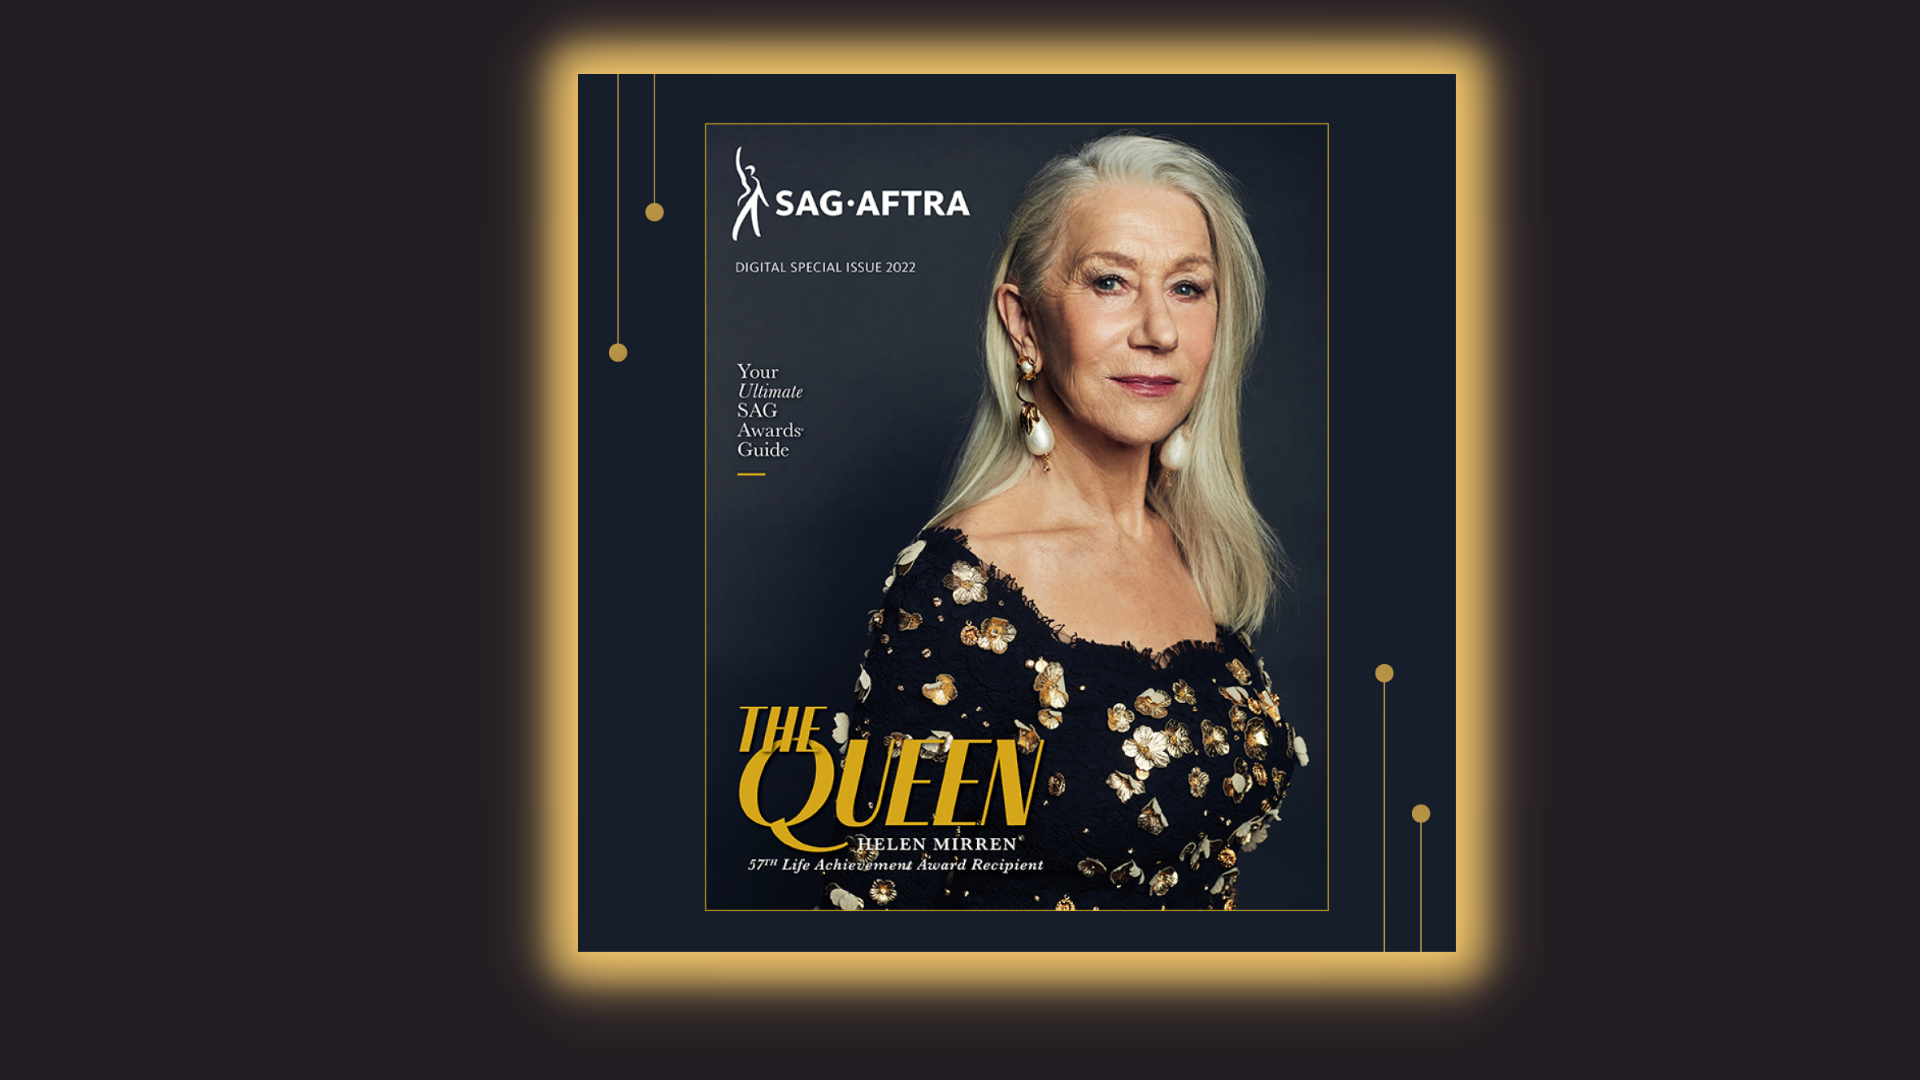 SAG·AFTRA
DIGITAL SPECIAL ISSUE 2022
Your
Ultimate
SAG
Awards®
Guide
THE
QUEEN
HELEN MIRREN
57TH Life Achievement Award Recipient